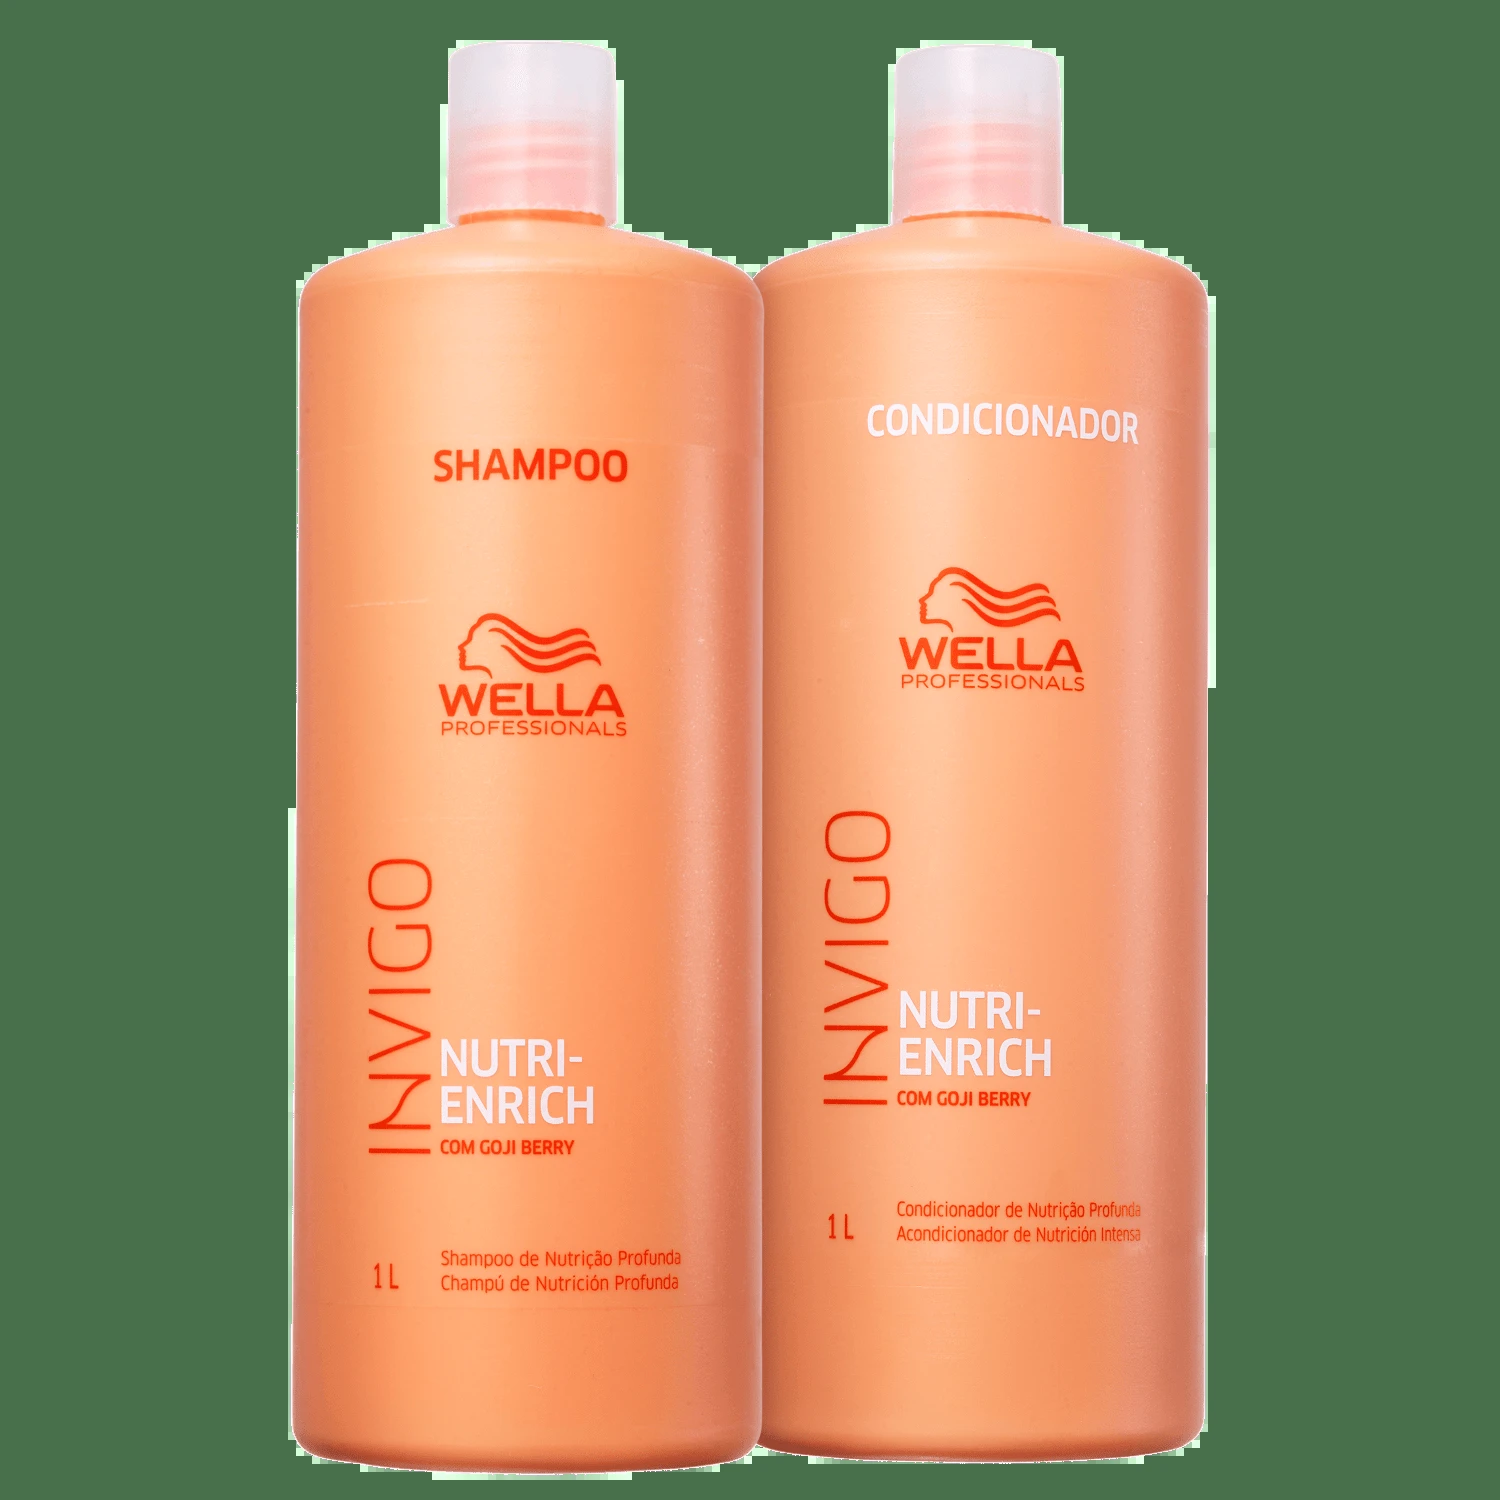 SHAMPOO
WELLA
PROFESSIONALS
INVIGO
NUTRI-
ENRICH
COM GOJI BERRY
1 L
Shampoo de Nutrição Profunda
Champú de Nutrición Profunda
CONDICIONADOR
WELLA
PROFESSIONALS
INVIGO
NUTRI-
ENRICH
COM GOJI BERRY
1 L
Condicionador de Nutrição Profunda
Acondicionador de Nutrición Intensa